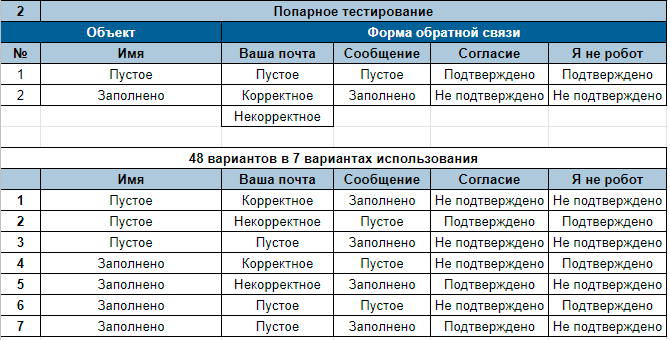 2 Попарное тестирование
Объект Форма обратной связи
№ Имя Ваша почта Сообщение Согласие Я не робот
1 Пустое Пустое Пустое Подтверждено Подтверждено
2 Заполнено Корректное Заполнено Не подтверждено Не подтверждено
Некорректное
48 вариантов в 7 вариантах использования
Имя Ваша почта Сообщение Согласие Я не робот
1 Пустое Корректное Заполнено Не подтверждено Не подтверждено
2 Пустое Некорректное Пустое Подтверждено Подтверждено
3 Пустое Пустое Заполнено Не подтверждено Не подтверждено
4 Заполнено Корректное Пустое Не подтверждено Подтверждено
5 Заполнено Некорректное Заполнено Подтверждено Не подтверждено
6 Заполнено Пустое Пустое Не подтверждено Подтверждено
7 Заполнено Пустое Заполнено Подтверждено Не подтверждено